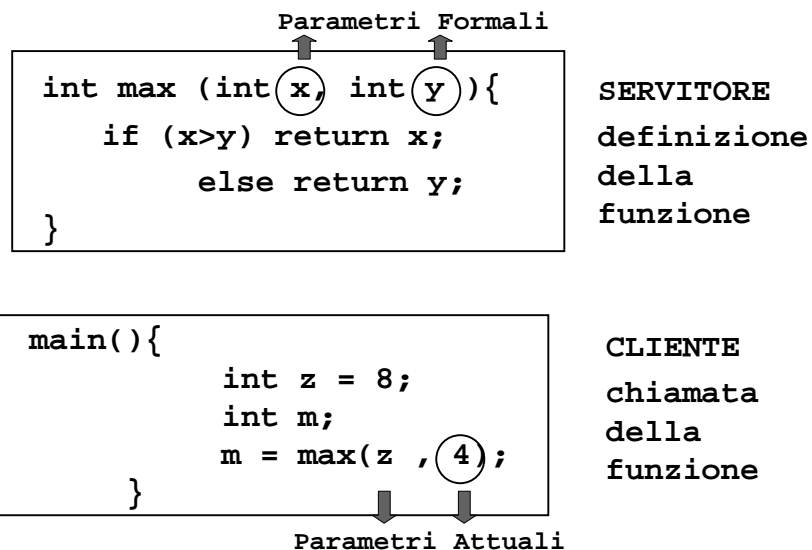 Parametri Formali
int max (int x, int y ){
if (x>y) return x;
else return y;
}
SERVITORE
definizione
della
funzione
main(){
int z = 8;
int m;
m = max(z , 4);
}
CLIENTE
chiamata
della
funzione
Parametri Attuali